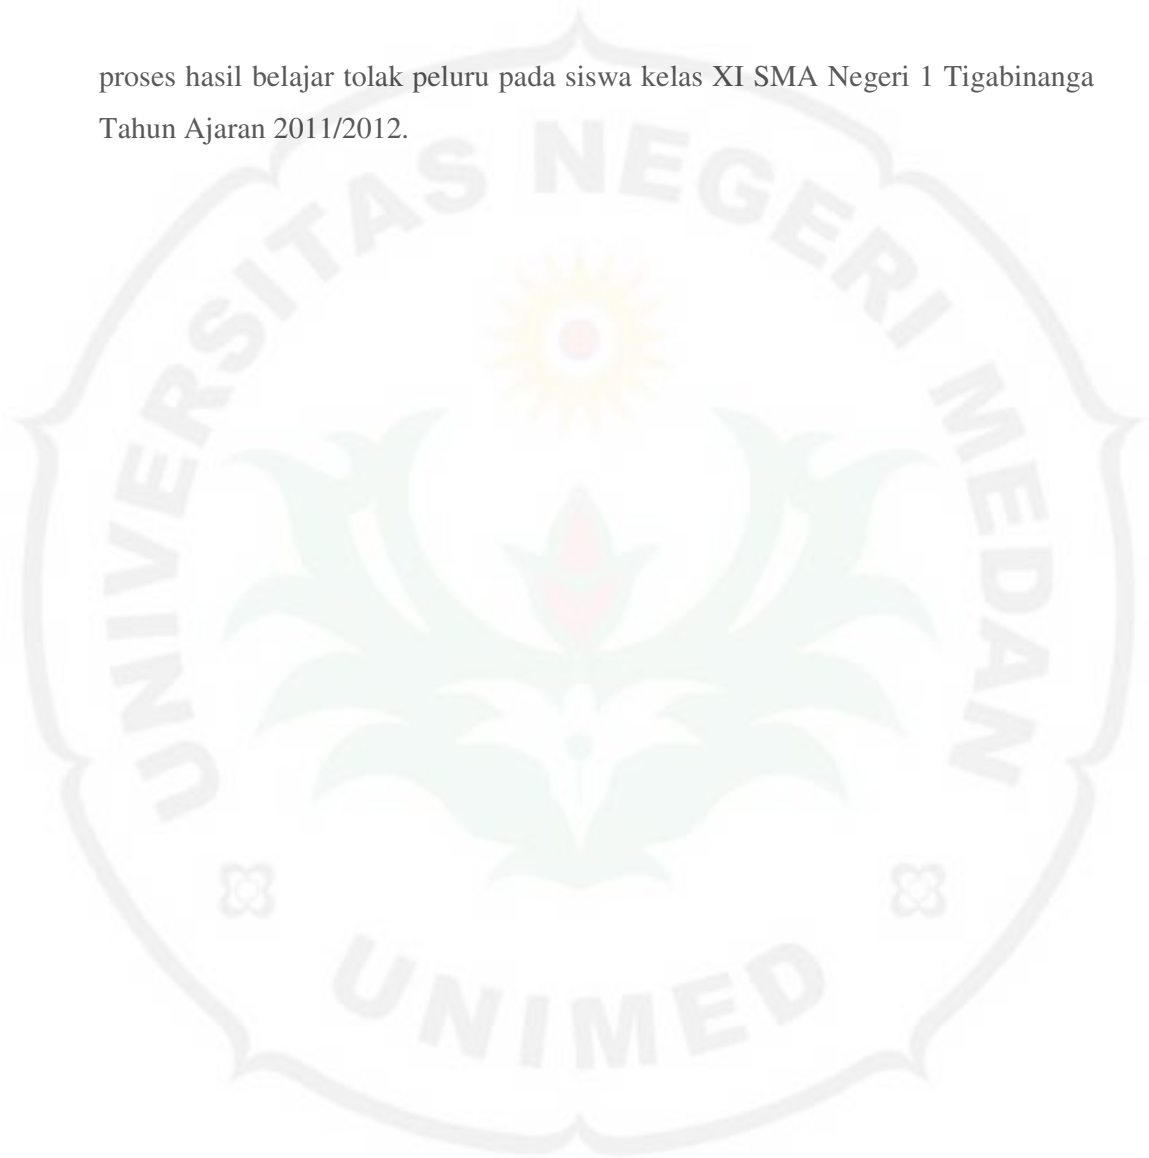 proses hasil belajar tolak peluru pada siswa kelas XI SMA Negeri 1 Tigabinanga
Tahun Ajaran 2011/2012.
UNIVERSITAS NEGERI MEDAN
UNIMED